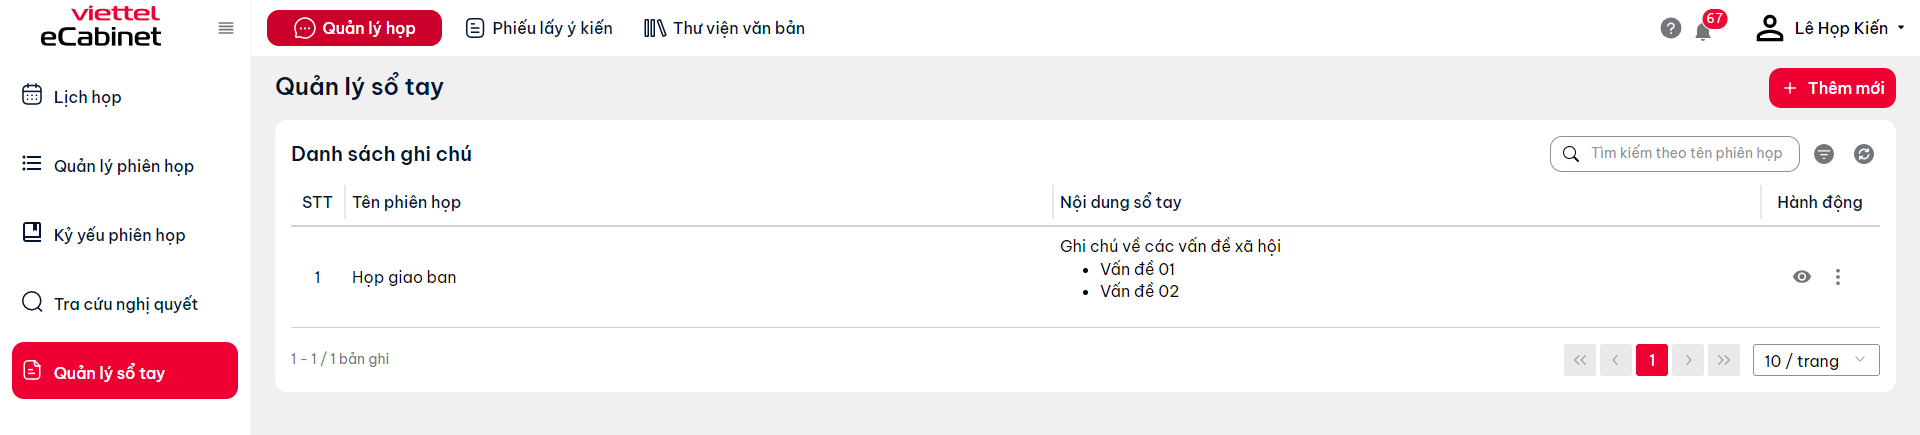 viettel
eCabinet
Quản lý họp
Phiếu lấy ý kiến
Thư viện văn bản
67
Lê Họp Kiến
Lịch họp
Quản lý phiên họp
Kỷ yếu phiên họp
Tra cứu nghị quyết
Quản lý sổ tay
Quản lý sổ tay
Thêm mới
Danh sách ghi chú
Tìm kiếm theo tên phiên họp
STT Tên phiên họp Nội dung sổ tay Hành động
Ghi chú về các vấn đề xã hội
• Vấn đề 01
1 Họp giao ban
• Vấn đề 02
1 - 1 / 1 bản ghi
1
10 / trang